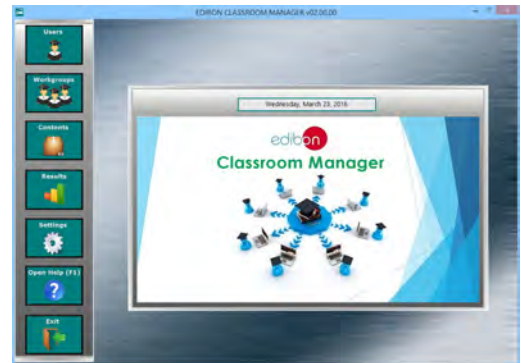 EDIBON CLASSROOM MANAGER v02.00.00
Users
Workgroups
Contents
Results
Settings
Open Help (F1)
?
Exit
Wednesday, March 23, 2016
edibon
Classroom Manager